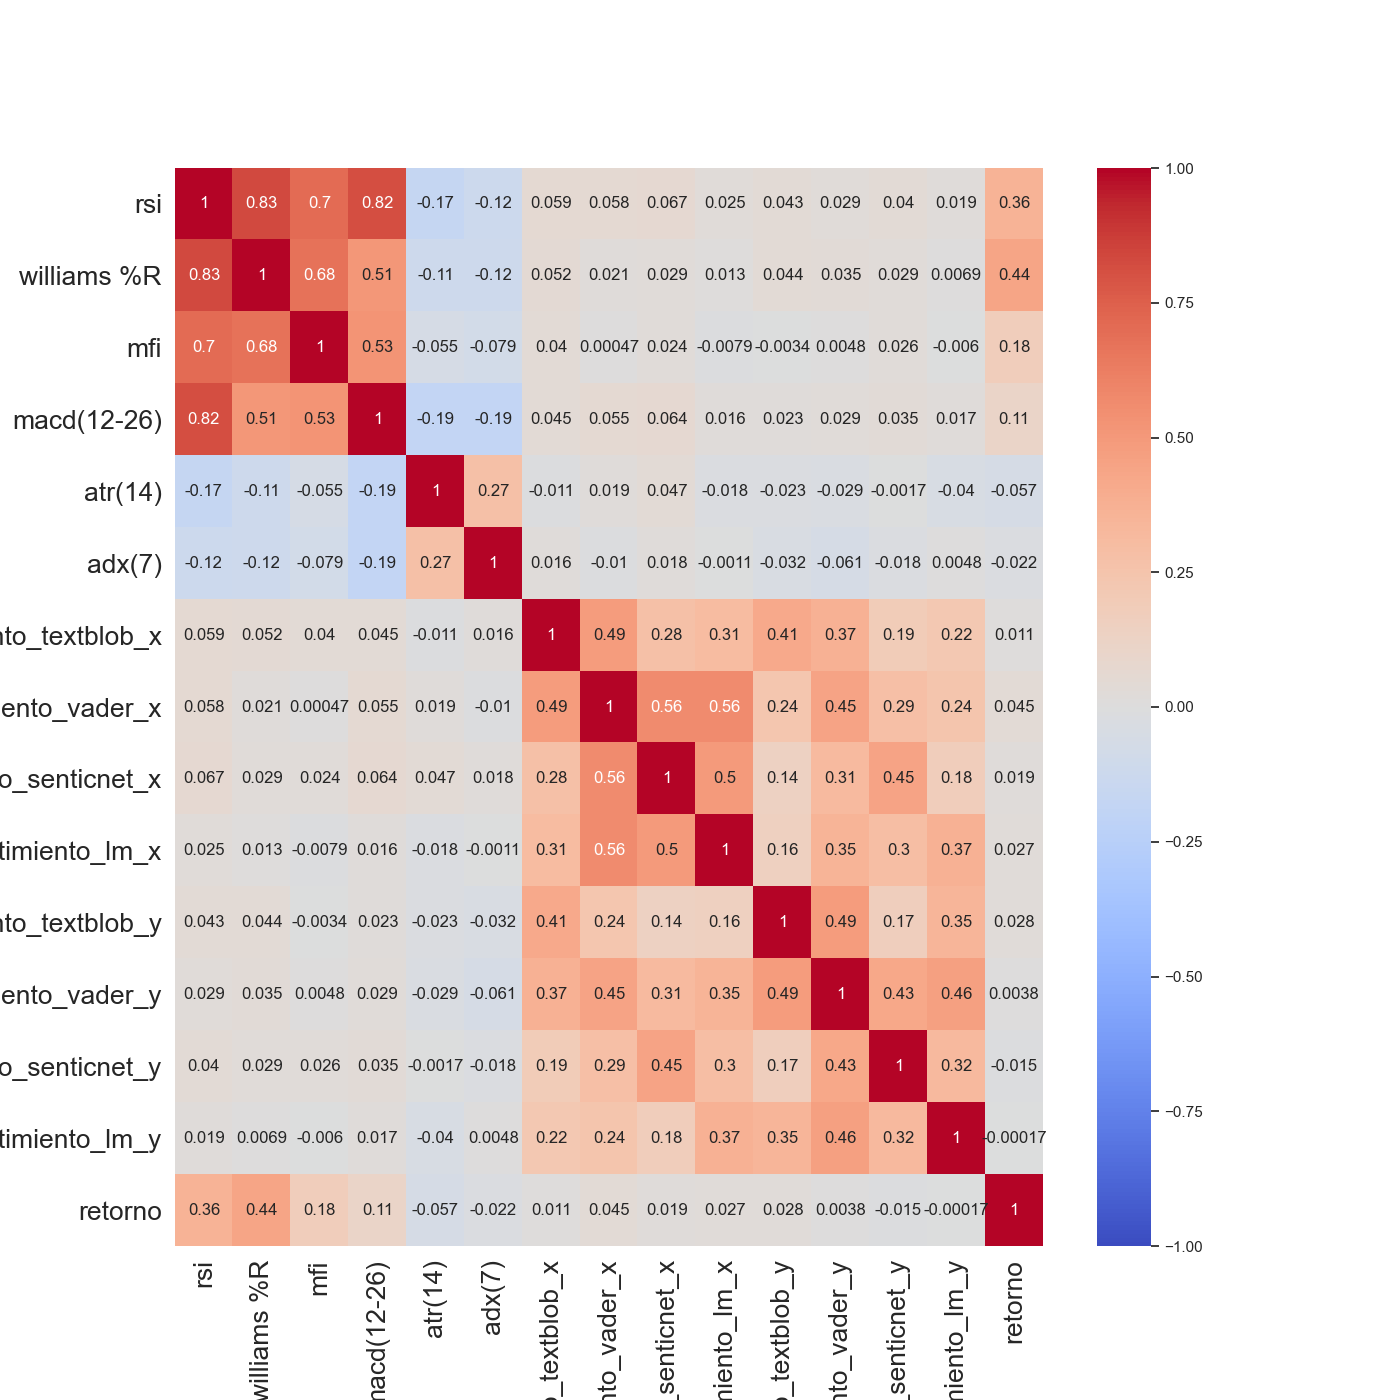 rsi 1 0.83 0.7 0.82 -0.17 -0.12 0.059 0.058 0.067 0.025 0.043 0.029 0.04 0.019 0.36
williams %R 0.83 1 0.68 0.51 -0.11 -0.12 0.052 0.021 0.029 0.013 0.044 0.035 0.029 0.0069 0.44
mfi 0.7 0.68 1 0.53 -0.055 -0.079 0.04 0.00047 0.024 -0.0079 -0.0034 0.0048 0.026 -0.006 0.18
macd(12-26) 0.82 0.51 0.53 1 -0.19 -0.19 0.045 0.055 0.064 0.016 0.023 0.029 0.035 0.017 0.11
atr(14) -0.17 -0.11 -0.055 -0.19 1 0.27 -0.011 0.019 0.047 -0.018 -0.023 -0.029 -0.0017 -0.04 -0.057
adx(7) -0.12 -0.12 -0.079 -0.19 0.27 1 0.016 -0.01 0.018 -0.0011 -0.032 -0.061 -0.018 0.0048 -0.022
nto_textblob_x 0.059 0.052 0.04 0.045 -0.011 0.016 1 0.49 0.28 0.31 0.41 0.37 0.19 0.22 0.011
ento_vader_x 0.058 0.021 0.00047 0.055 0.019 -0.01 0.49 1 0.56 0.56 0.24 0.45 0.29 0.24 0.045
o_senticnet_x 0.067 0.029 0.024 0.064 0.047 0.018 0.28 0.56 1 0.5 0.14 0.31 0.45 0.18 0.019
timiento_lm_x 0.025 0.013 -0.0079 0.016 -0.018 -0.0011 0.31 0.56 0.5 1 0.16 0.35 0.3 0.37 0.027
nto_textblob_y 0.043 0.044 -0.0034 0.023 -0.023 -0.032 0.41 0.24 0.14 0.16 1 0.49 0.17 0.35 0.028
ento_vader_y 0.029 0.035 0.0048 0.029 -0.029 -0.061 0.37 0.45 0.31 0.35 0.49 1 0.43 0.46 0.0038
o_senticnet_y 0.04 0.029 0.026 0.035 -0.0017 -0.018 0.19 0.29 0.45 0.3 0.17 0.43 1 0.32 -0.015
timiento_lm_y 0.019 0.0069 -0.006 0.017 -0.04 0.0048 0.22 0.24 0.18 0.37 0.35 0.46 0.32 1 -0.00017
retorno 0.36 0.44 0.18 0.11 -0.057 -0.022 0.011 0.045 0.019 0.027 0.028 0.0038 -0.015 -0.00017 1
rsi
williams %R
mfi
macd(12-26)
atr(14)
adx(7)
o_textblob_x
nto_vader_x
_senticnet_x
miento_lm_x
o_textblob_y
nto_vader_y
_senticnet_y
miento_lm_y
retorno
1.00
0.75
0.50
0.25
0.00
−0.25
−0.50
−0.75
−1.00